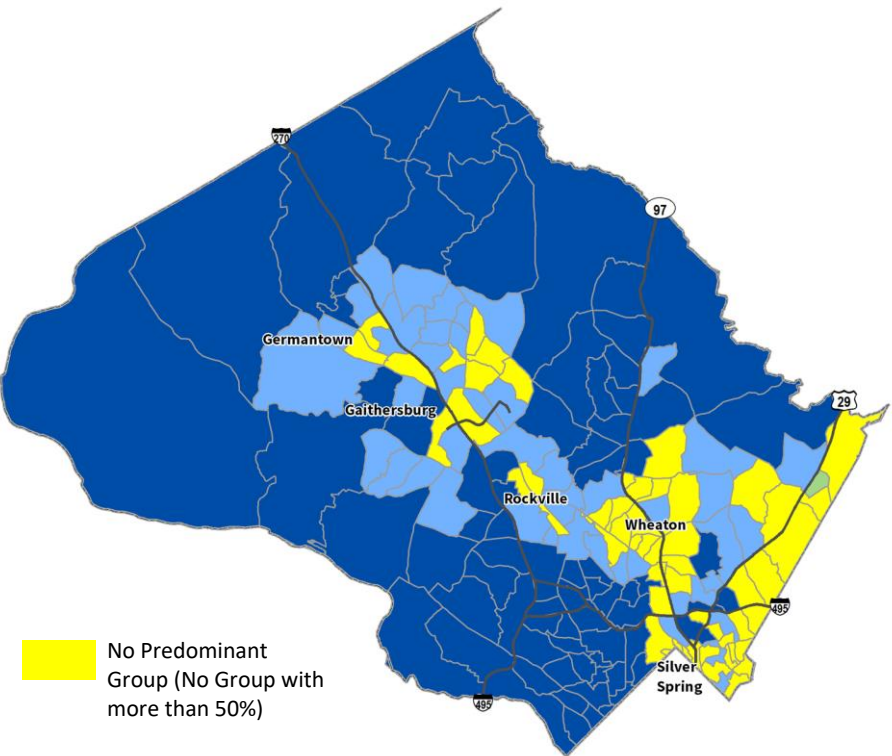 270
97
Germantown
29
Gaithersburg
Rockville
Wheaton
495
No Predominant
Group (No Group with
more than 50%)
Silver
Spring
495